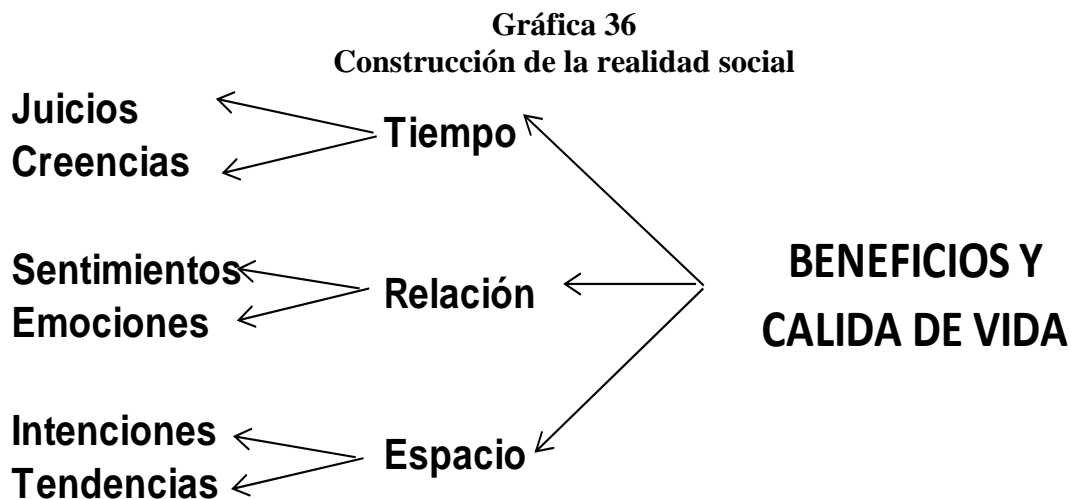 Gráfica 36
Construcción de la realidad social
Juicios
Creencias
Tiempo
Sentimientos
Emociones
Relación
Intenciones
Tendencias
Espacio
BENEFICIOS Y
CALIDA DE VIDA